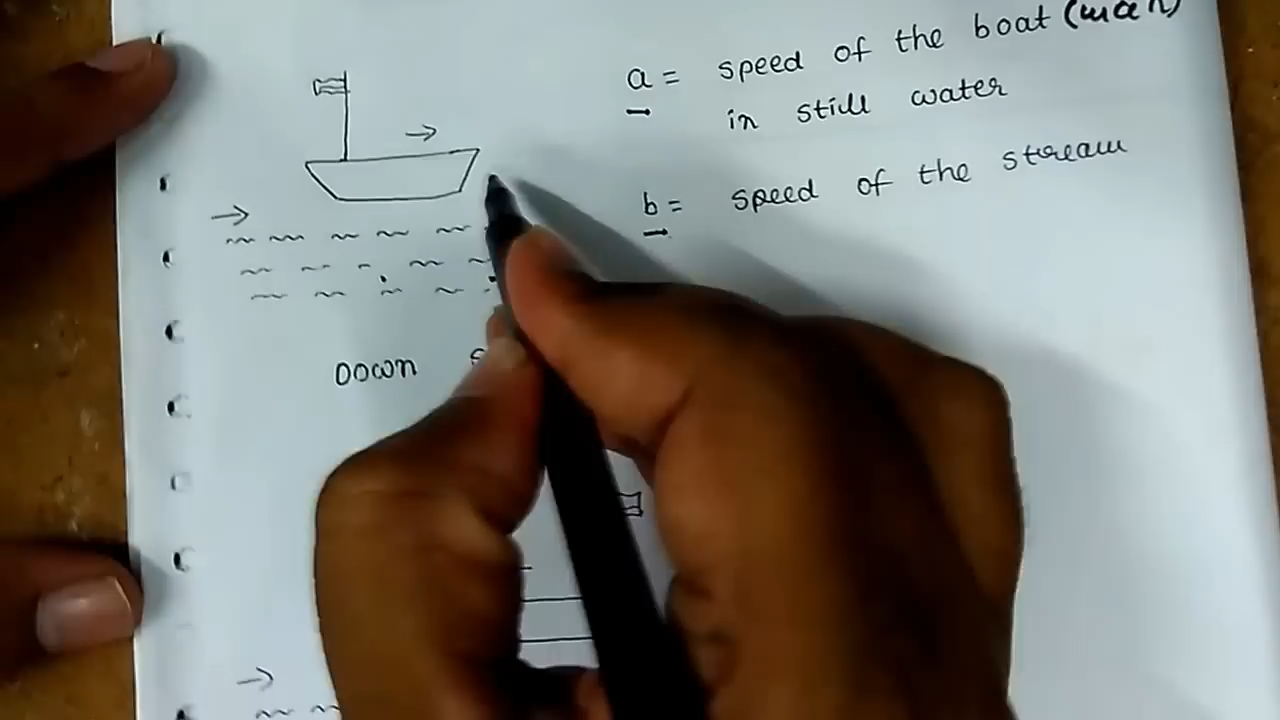 a = speed of the boat (man)
in still water
b = speed of the stream
Down